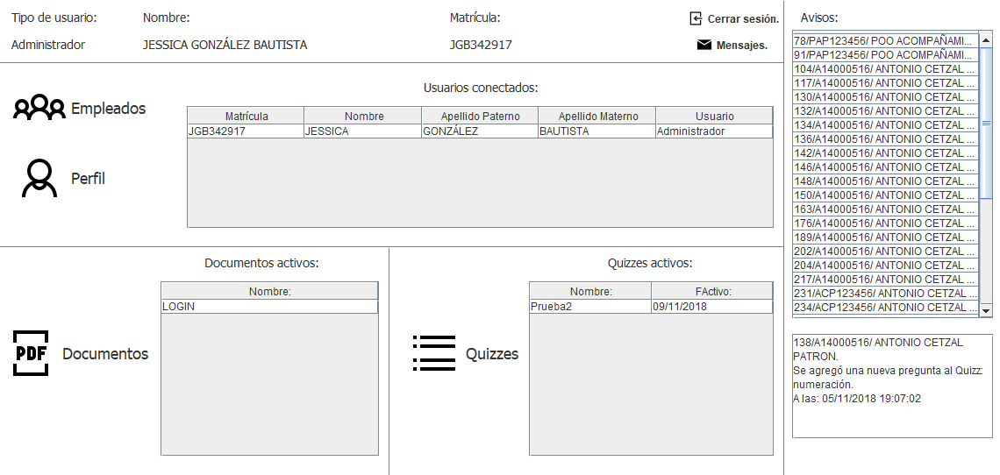 Tipo de usuario: Nombre: Matrícula: Cerrar sesión.
Administrador JESSICA GONZÁLEZ BAUTISTA JGB342917 Mensajes.
Empleados
Perfil
Usuarios conectados:
Matrícula Nombre Apellido Paterno Apellido Materno Usuario
JGB342917 JESSICA GONZÁLEZ BAUTISTA Administrador
Documentos activos:
Nombre:
LOGIN
PDF Documentos
Quizzes activos:
Nombre: FActivo:
Prueba2 09/11/2018
Quizzes
Avisos:
78/PAP123456/ POO ACOMPAÑAMI...
91/PAP123456/ POO ACOMPAÑAMI...
104/A14000516/ ANTONIO CETZAL ...
117/A14000516/ ANTONIO CETZAL ...
130/A14000516/ ANTONIO CETZAL ...
132/A14000516/ ANTONIO CETZAL ...
134/A14000516/ ANTONIO CETZAL ...
136/A14000516/ ANTONIO CETZAL ...
142/A14000516/ ANTONIO CETZAL ...
146/A14000516/ ANTONIO CETZAL ...
148/A14000516/ ANTONIO CETZAL ...
150/A14000516/ ANTONIO CETZAL ...
163/A14000516/ ANTONIO CETZAL ...
176/A14000516/ ANTONIO CETZAL ...
189/A14000516/ ANTONIO CETZAL ...
202/A14000516/ ANTONIO CETZAL ...
204/A14000516/ ANTONIO CETZAL ...
217/A14000516/ ANTONIO CETZAL ...
231/ACP123456/ ANTONIO CETZAL ...
234/ACP123456/ ANTONIO CETZAL ...
138/A14000516/ ANTONIO CETZAL
PATRON.
Se agregó una nueva pregunta al Quizz:
numeración.
A las: 05/11/2018 19:07:02